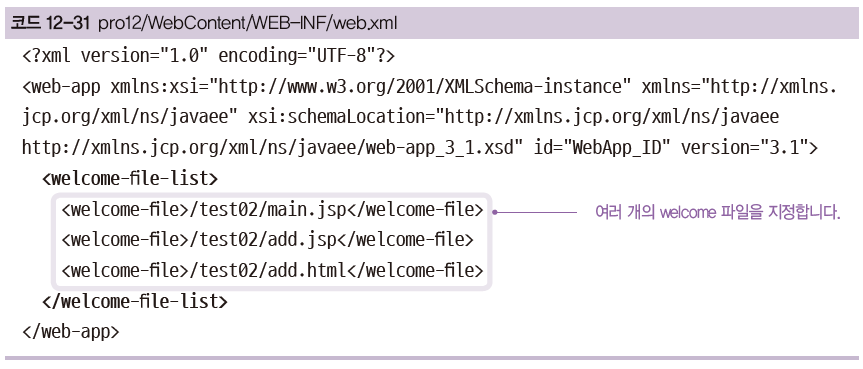 코드 12-31 pro12/WebContent/WEB-INF/web.xml
<?xml version="1.0" encoding="UTF-8"?>
<web-app xmlns:xsi="http://www.w3.org/2001/XMLSchema-instance" xmlns="http://xmlns.
jcp.org/xml/ns/javaee" xsi:schemaLocation="http://xmlns.jcp.org/xml/ns/javaee
http://xmlns.jcp.org/xml/ns/javaee/web-app_3_1.xsd" id="WebApp_ID" version="3.1">
<welcome-file-list>
<welcome-file>/test02/main.jsp</welcome-file> 여러 개의 welcome 파일을 지정합니다.
<welcome-file>/test02/add.jsp</welcome-file>
<welcome-file>/test02/add.html</welcome-file>
</welcome-file-list>
</web-app>